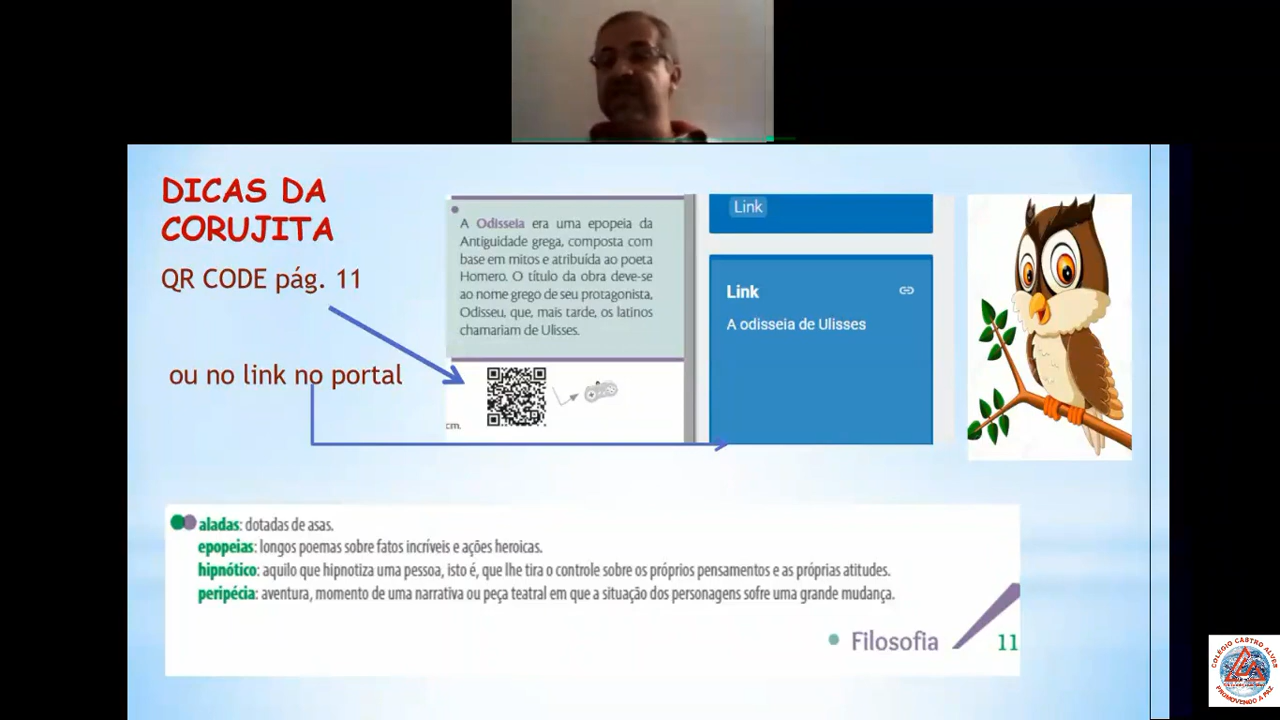 DICAS DA
CORUJITA
QR CODE pág. 11
ou no link no portal
A Odisseia era uma epopeia da
Antiguidade grega, composta com
base em mitos e atribuída ao poeta
Homero. O título da obra deve-se
ao nome grego de seu protagonista,
Odisseu, que, mais tarde, os latinos
chamariam de Ulisses.
cm.
Link
Link
A odisseia de Ulisses
aladas: dotadas de asas.
epopeias: longos poemas sobre fatos incríveis e ações heroicas.
hipnótico: aquilo que hipnotiza uma pessoa, isto é, que lhe tira o controle sobre os próprios pensamentos e as próprias atitudes.
peripécia: aventura, momento de uma narrativa ou peça teatral em que a situação dos personagens sofre uma grande mudança.
Filosofia 11
COLÉGIO CASTRO ALVES
PROMOVENDO A PAZ